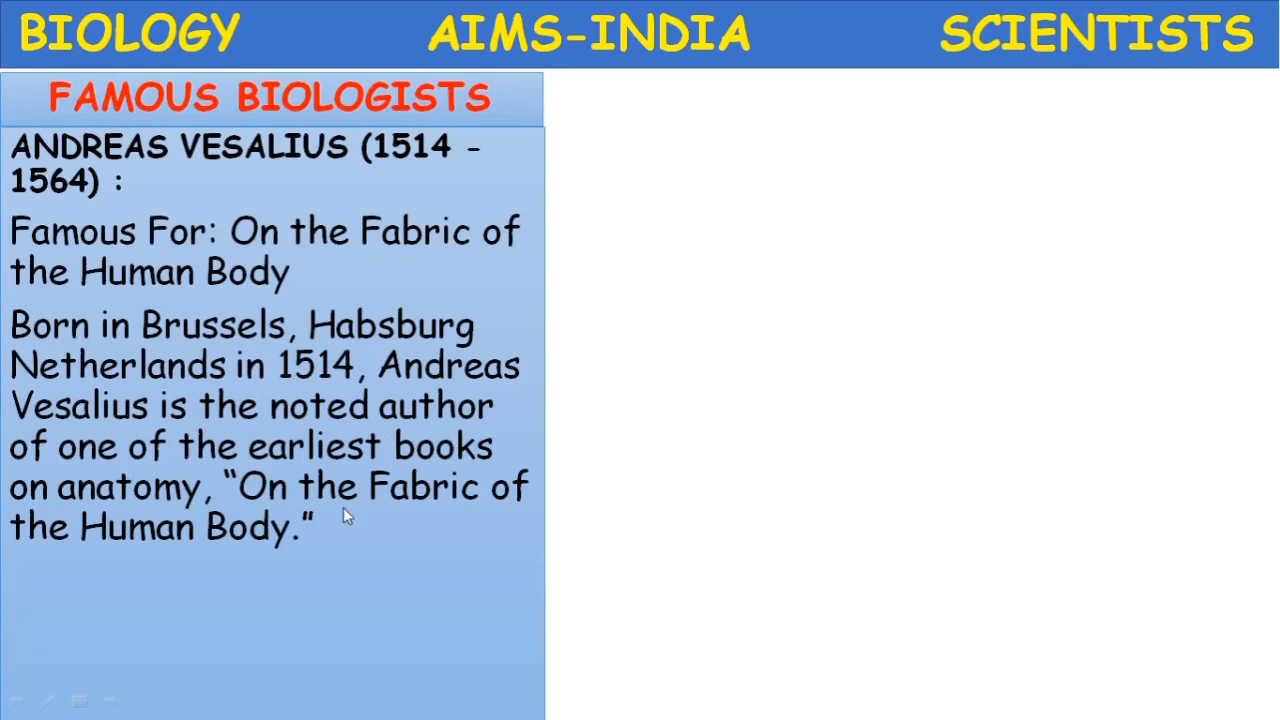 BIOLOGY AIMS-INDIA SCIENTISTS
FAMOUS BIOLOGISTS
ANDREAS VESALIUS (1514 -
1564) :
Famous For: On the Fabric of
the Human Body
Born in Brussels, Habsburg
Netherlands in 1514, Andreas
Vesalius is the noted author
of one of the earliest books
on anatomy, “On the Fabric of
the Human Body.”